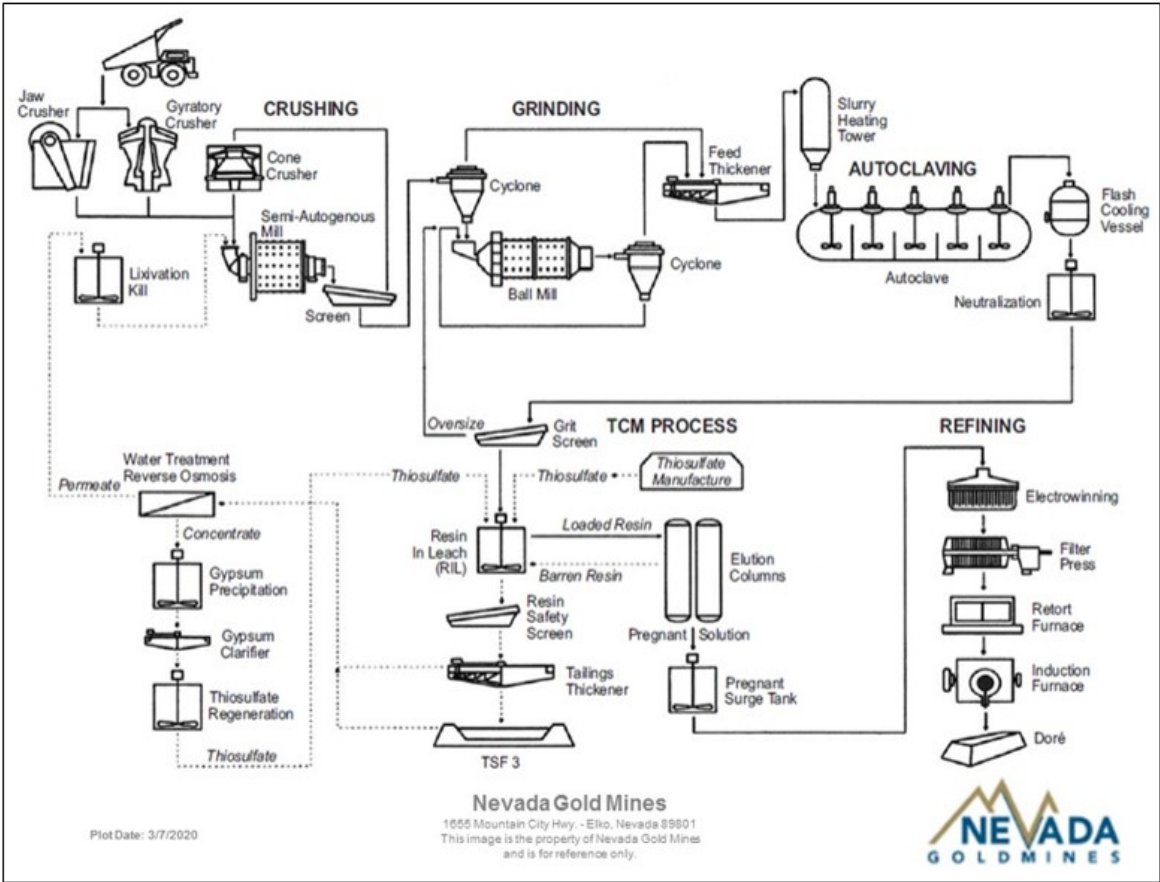 Jaw
Crusher
Gyratory
Crusher
CRUSHING
Cone
Crusher
Semi-Autogenous
Mill
Lixivation
Kill
Screen
GRINDING
Cyclone
Ball Mill
Cyclone
Feed
Thickener
Slurry
Heating
Tower
AUTOCLAVING
Autoclave
Flash
Cooling
Vessel
Neutralization
Oversize
Grit
Screen
TCM PROCESS
REFINING
Water Treatment
Reverse Osmosis
Permeate
Concentrate
Gypsum
Precipitation
Gypsum
Clarifier
Thiosulfate
Regeneration
Thiosulfate
Thiosulfate
Thiosulfate
Thiosulfate
Manufacture
Resin
In Leach
(RIL)
Loaded Resin
Barren Resin
Elution
Columns
Resin
Safety
Screen
Pregnant Solution
Tailings
Thickener
Pregnant
Surge Tank
TSF 3
Electrowinning
Filter
Press
Retort
Furnace
Induction
Furnace
Doré
Plot Date: 3/7/2020
Nevada Gold Mines
1655 Mountain City Hwy. - Elko, Nevada 89801
This image is the property of Nevada Gold Mines
and is for reference only.
NEVADA
GOLDMINES